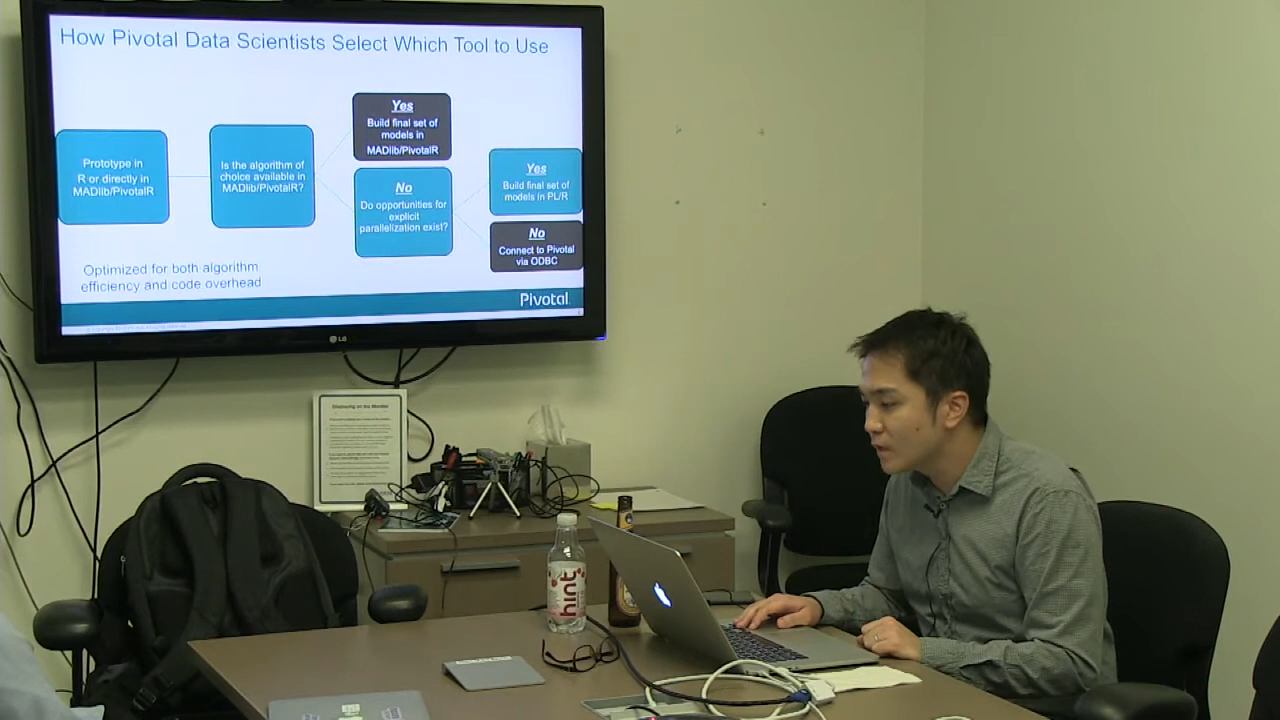 How Pivotal Data Scientists Select Which Tool to Use
Prototype in
R or directly in
MADlib/PivotalR
Is the algorithm of
choice available in
MADlib/PivotalR?
Yes
Build final set of
models in
MADlib/PivotalR
No
Do opportunities for
explicit
parallelization exist?
Yes
Build final set of
models in PL/R
No
Connect to Pivotal
via ODBC
Optimized for both algorithm
efficiency and code overhead
Pivotal
LG
hint